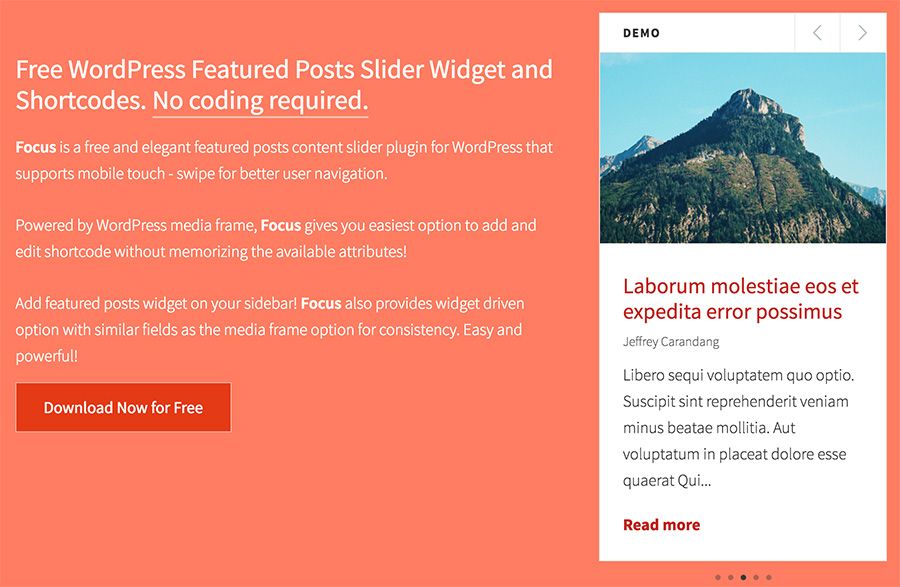 Free WordPress Featured Posts Slider Widget and
Shortcodes. No coding required.
Focus is a free and elegant featured posts content slider plugin for WordPress that
supports mobile touch - swipe for better user navigation.
Powered by WordPress media frame, Focus gives you easiest option to add and
edit shortcode without memorizing the available attributes!
Add featured posts widget on your sidebar! Focus also provides widget driven
option with similar fields as the media frame option for consistency. Easy and
powerful!
Download Now for Free
DEMO
Laborum molestiae eos et
expedita error possimus
Jeffrey Carandang
Libero sequi voluptatem quo optio.
Suscipit sint reprehenderit veniam
minus beatae mollitia. Aut
voluptatum in placeat dolore esse
quaerat Qui...
Read more